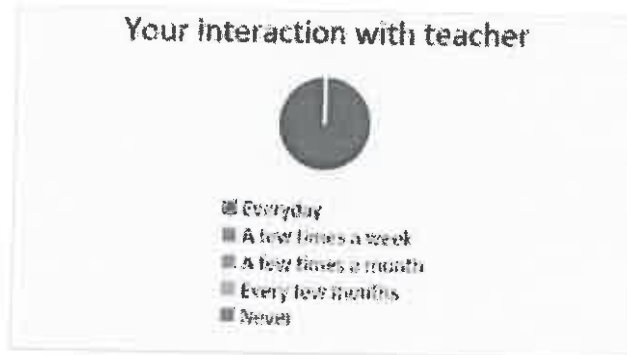 Your interaction with teacher
Everyday
A few times a week
A few times a month
Every few months
Never